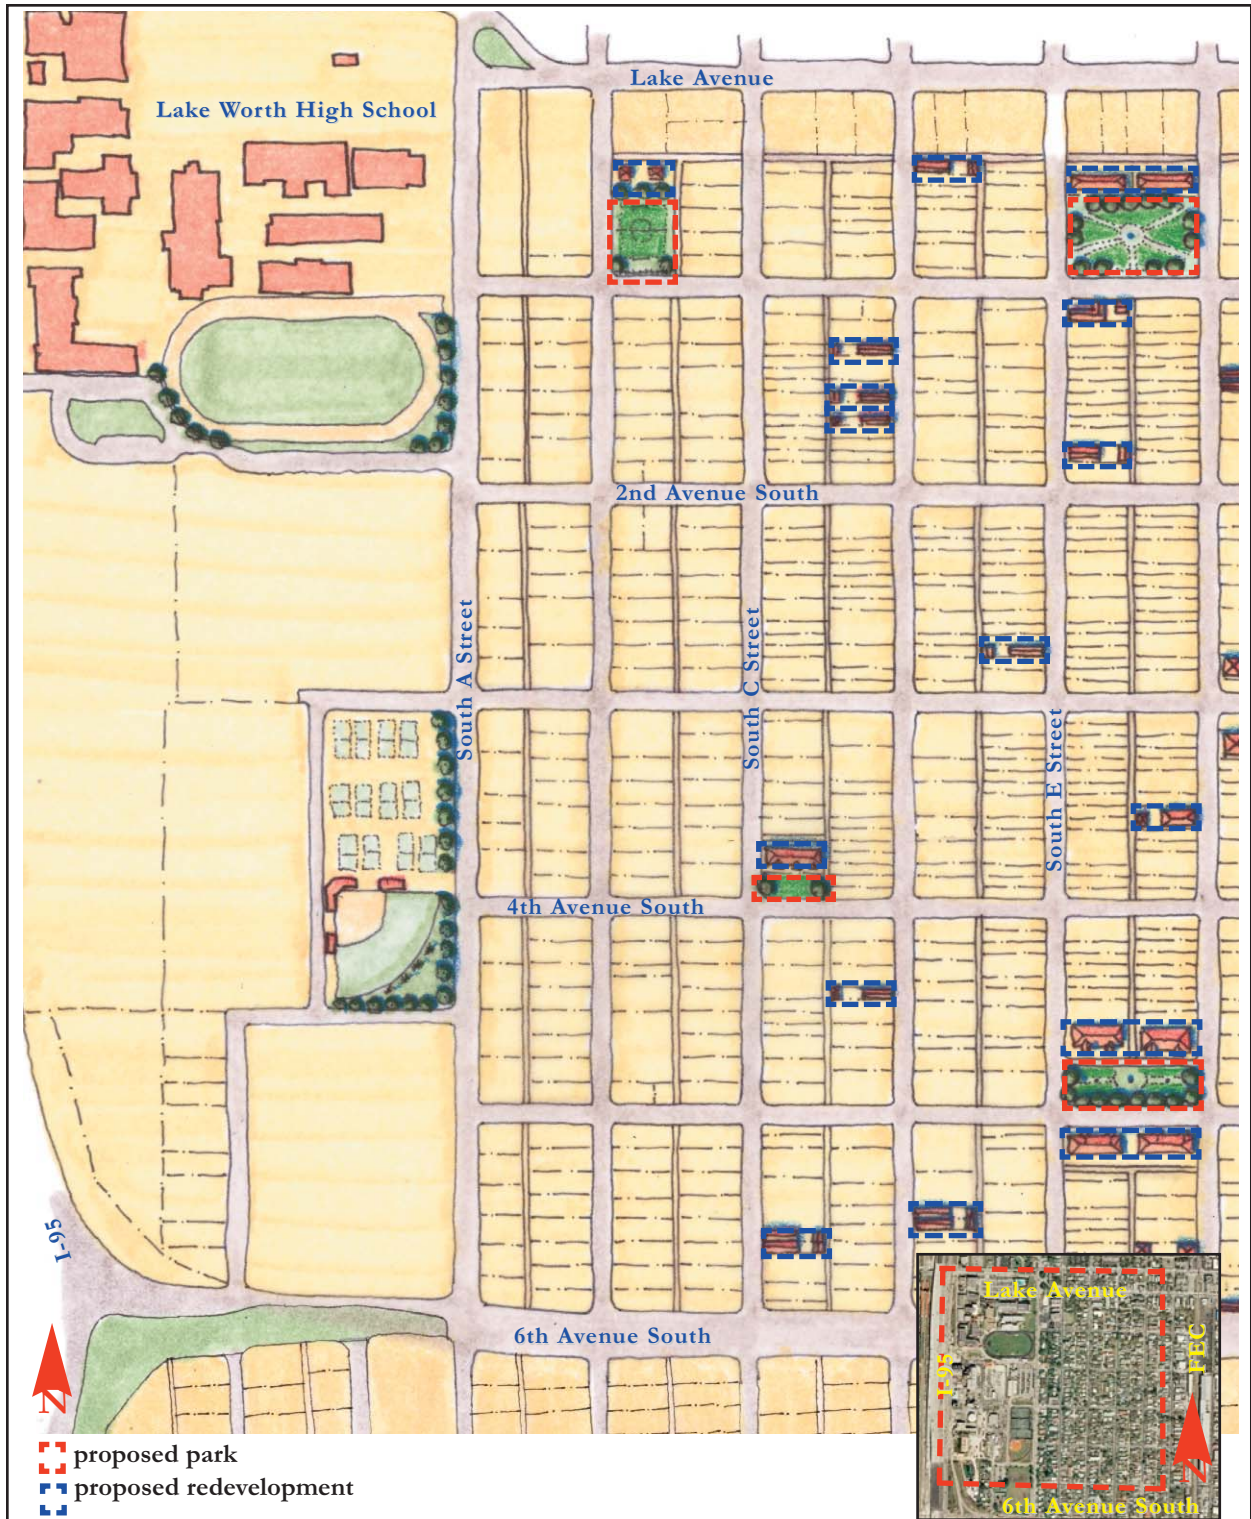 Lake Avenue
Lake Worth High School
2nd Avenue South
South A Street
South C Street
South E Street
4th Avenue South
I-95
6th Avenue South
N
proposed park
proposed redevelopment
Lake Avenue
I-95
FEC
N
6th Avenue South